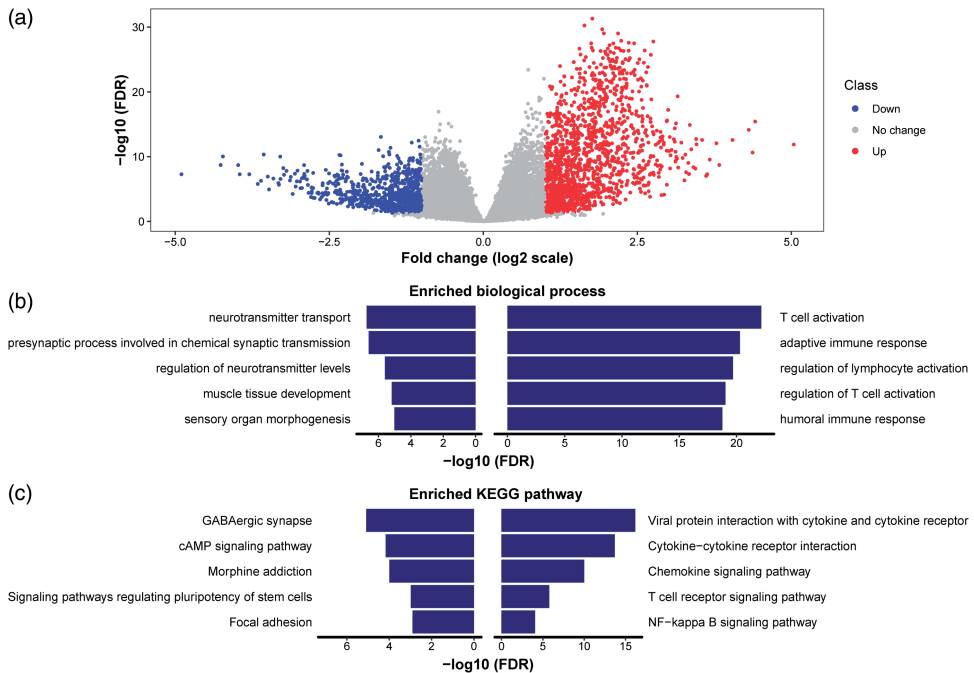 (a)
30
20
10
0
−log10 (FDR)
−5.0 −2.5 0.0 2.5 5.0
Fold change (log2 scale)
Class
Down
No change
Up
(b)
Enriched biological process
neurotransmitter transport
presynaptic process involved in chemical synaptic transmission
regulation of neurotransmitter levels
muscle tissue development
sensory organ morphogenesis
T cell activation
adaptive immune response
regulation of lymphocyte activation
regulation of T cell activation
humoral immune response
6 4 2 0 0 5 10 15 20
−log10 (FDR)
(c)
Enriched KEGG pathway
GABAergic synapse
cAMP signaling pathway
Morphine addiction
Signaling pathways regulating pluripotency of stem cells
Focal adhesion
Viral protein interaction with cytokine and cytokine receptor
Cytokine−cytokine receptor interaction
Chemokine signaling pathway
T cell receptor signaling pathway
NF−kappa B signaling pathway
6 4 2 0 0 5 10 15
−log10 (FDR)